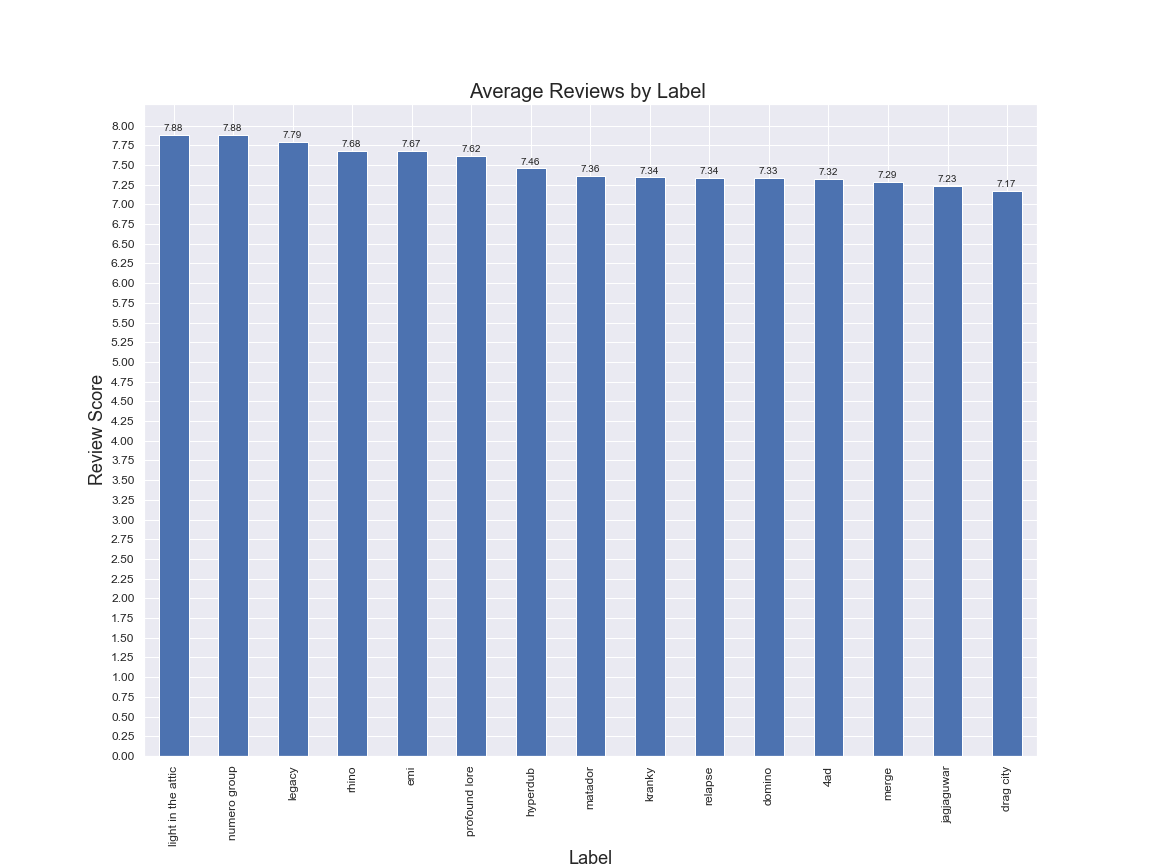 Average Reviews by Label
Review Score
8.00
7.75
7.50
7.25
7.00
6.75
6.50
6.25
6.00
5.75
5.50
5.25
5.00
4.75
4.50
4.25
4.00
3.75
3.50
3.25
3.00
2.75
2.50
2.25
2.00
1.75
1.50
1.25
1.00
0.75
0.50
0.25
0.00
7.88
7.88
7.79
7.68
7.67
7.62
7.46
7.36
7.34
7.34
7.33
7.32
7.29
7.23
7.17
light in the attic
numero group
legacy
rhino
emi
profound lore
hyperdub
matador
kranky
relapse
domino
4ad
merge
jagjaguwar
drag city
Label